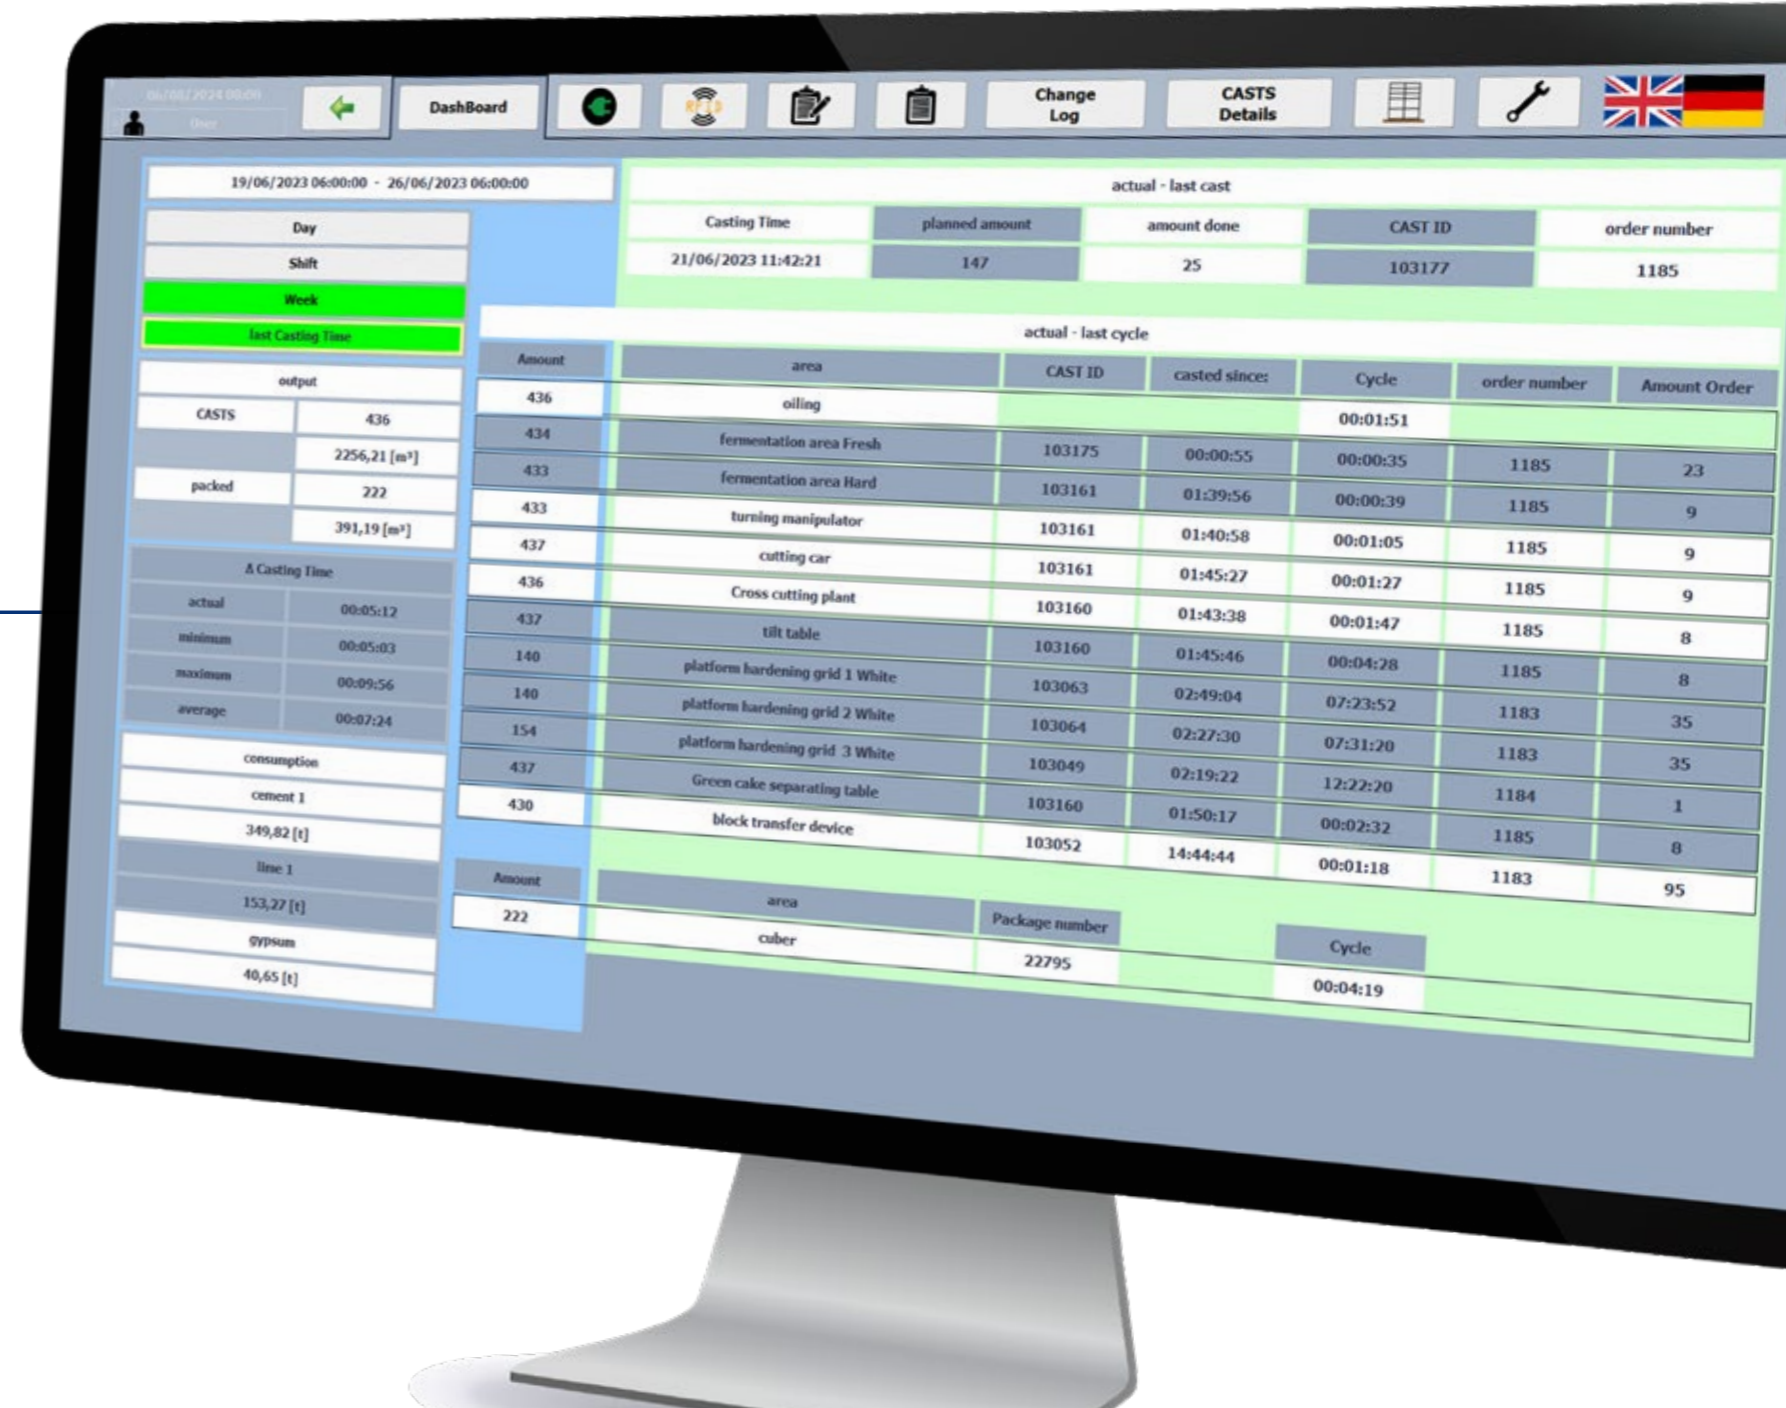 06/08/2024 08:00
User
DashBoard
RFID
Change
Log
CASTS
Details
19/06/2023 06:00:00 - 26/06/2023 06:00:00
Day
Shift
Week
last Casting Time
output
CASTS 436
2256,21 [m³]
packed 222
391,19 [m³]
Δ Casting Time
actual 00:05:12
minimum 00:05:03
maximum 00:09:56
average 00:07:24
consumption
cement 1
349,82 [t]
lime 1
153,27 [t]
gypsum
40,65 [t]
actual - last cast
Casting Time planned amount amount done CAST ID order number
21/06/2023 11:42:21 147 25 103177 1185
actual - last cycle
Amount area CAST ID casted since: Cycle order number Amount Order
436 oiling 00:01:51
434 fermentation area Fresh 103175 00:00:55 00:00:35 1185 23
433 fermentation area Hard 103161 01:39:56 00:00:39 1185 9
433 turning manipulator 103161 01:40:58 00:01:05 1185 9
437 cutting car 103161 01:45:27 00:01:27 1185 9
436 Cross cutting plant 103160 01:43:38 00:01:47 1185 8
437 tilt table 103160 01:45:46 00:04:28 1185 8
140 platform hardening grid 1 White 103063 02:49:04 07:23:52 1183 35
140 platform hardening grid 2 White 103064 02:27:30 07:31:20 1183 35
154 platform hardening grid 3 White 103049 02:19:22 12:22:20 1184 1
437 Green cake separating table 103160 01:50:17 00:02:32 1185 8
430 block transfer device 103052 14:44:44 00:01:18 1183 95
Amount area Package number Cycle
222 cuber 22795 00:04:19